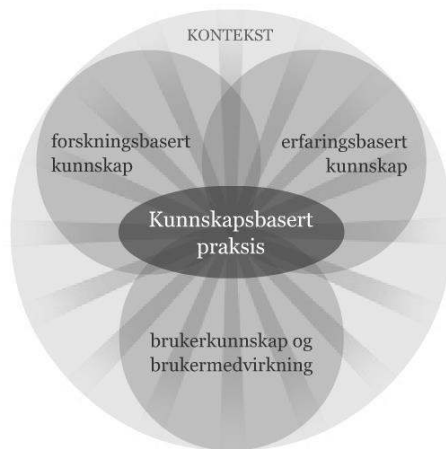 KONTEKST
forskningsbasert
kunnskap
erfaringsbasert
kunnskap
Kunnskapsbasert
praksis
brukerkunnskap og
brukermedvirkning